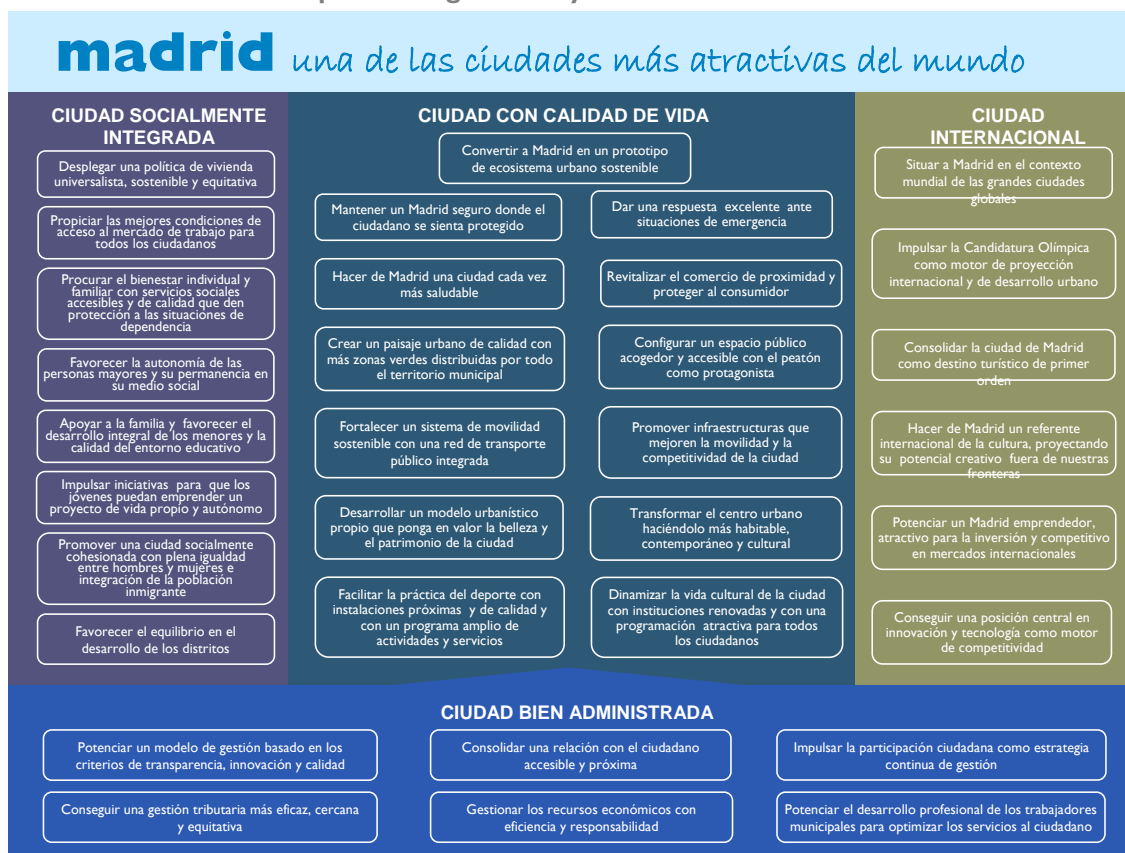 madrid una de las ciudades más atractivas del mundo
CIUDAD SOCIALMENTE
INTEGRADA
Desplegar una política de vivienda
universalista, sostenible y equitativa
Propiciar las mejores condiciones de
acceso al mercado de trabajo para
todos los ciudadanos
Procurar el bienestar individual y
familiar con servicios sociales
accesibles y de calidad que den
protección a las situaciones de
dependencia
Favorecer la autonomía de las
personas mayores y su permanencia en
su medio social
Apoyar a la familia y favorecer el
desarrollo integral de los menores y la
calidad del entorno educativo
Impulsar iniciativas para que los
jóvenes puedan emprender un
proyecto de vida propio y autónomo
Promover una ciudad socialmente
cohesionada con plena igualdad
entre hombres y mujeres e
integración de la población
inmigrante
Favorecer el equilibrio en el
desarrollo de los distritos
CIUDAD CON CALIDAD DE VIDA
Convertir a Madrid en un prototipo
de ecosistema urbano sostenible
Mantener un Madrid seguro donde el
ciudadano se sienta protegido
Dar una respuesta excelente ante
situaciones de emergencia
Hacer de Madrid una ciudad cada vez
más saludable
Revitalizar el comercio de proximidad y
proteger al consumidor
Crear un paisaje urbano de calidad con
más zonas verdes distribuidas por todo
el territorio municipal
Configurar un espacio público
acogedor y accesible con el peatón
como protagonista
Fortalecer un sistema de movilidad
sostenible con una red de transporte
público integrada
Promover infraestructuras que
mejoren la movilidad y la
competitividad de la ciudad
Desarrollar un modelo urbanístico
propio que ponga en valor la belleza y
el patrimonio de la ciudad
Transformar el centro urbano
haciéndolo más habitable,
contemporáneo y cultural
Facilitar la práctica del deporte con
instalaciones próximas y de calidad y
con un programa amplio de
actividades y servicios
Dinamizar la vida cultural de la ciudad
con instituciones renovadas y con una
programación atractiva para todos
los ciudadanos
CIUDAD
INTERNACIONAL
Situar a Madrid en el contexto
mundial de las grandes ciudades
globales
Impulsar la Candidatura Olímpica
como motor de proyección
internacional y de desarrollo urbano
Consolidar la ciudad de Madrid
como destino turístico de primer
orden
Hacer de Madrid un referente
internacional de la cultura, proyectando
su potencial creativo fuera de nuestras
fronteras
Potenciar un Madrid emprendedor,
atractivo para la inversión y competitivo
en mercados internacionales
Conseguir una posición central en
innovación y tecnología como motor
de competitividad
CIUDAD BIEN ADMINISTRADA
Potenciar un modelo de gestión basado en los
criterios de transparencia, innovación y calidad
Consolidar una relación con el ciudadano
accesible y próxima
Impulsar la participación ciudadana como estrategia
continua de gestión
Conseguir una gestión tributaria más eficaz, cercana
y equitativa
Gestionar los recursos económicos con
eficiencia y responsabilidad
Potenciar el desarrollo profesional de los trabajadores
municipales para optimizar los servicios al ciudadano